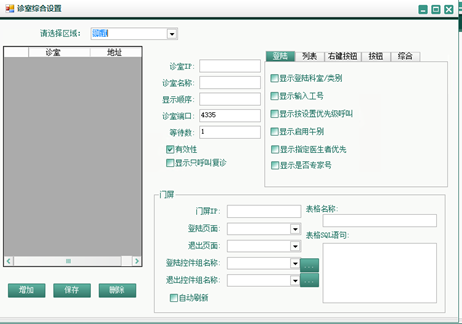 诊室综合设置
请选择区域:
诊室 地址
诊室IP:
诊室名称:
显示顺序:
诊室端口: 4335
等待数: 1
有效性
显示只呼叫复诊
登陆 列表 右键按钮 按钮 综合
显示登陆科室/类别
显示输入工号
显示按设置优先级呼叫
显示启用午别
显示指定医生者优先
显示是否专家号
门屏
门屏IP:
登陆页面:
退出页面:
登陆控件组名称: ...
退出控件组名称: ...
自动刷新
表格名称:
表格SQL语句:
增加 保存 删除